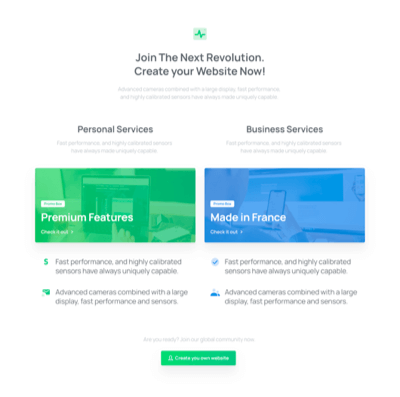 Join The Next Revolution.
Create your Website Now!
Advanced cameras combined with a large display, fast performance
and highly calibrated sensors have always made uniquely capable.
Personal Services
Fast performance, and highly calibrated sensors
have always made uniquely capable.
Business Services
Fast performance, and highly calibrated sensors
have always made uniquely capable.
Promo Box
Premium Features
Check it out >
Promo Box
Made in France
Check it out >
$ Fast performance, and highly calibrated
sensors have always uniquely capable.
Fast performance, and highly calibrated
sensors have always made uniquely capable.
Advanced cameras combined with a large
display, fast performance and sensors.
Advanced cameras combined with a large
display, fast performance and sensors.
Are you ready? Join our global community now.
Create you own website